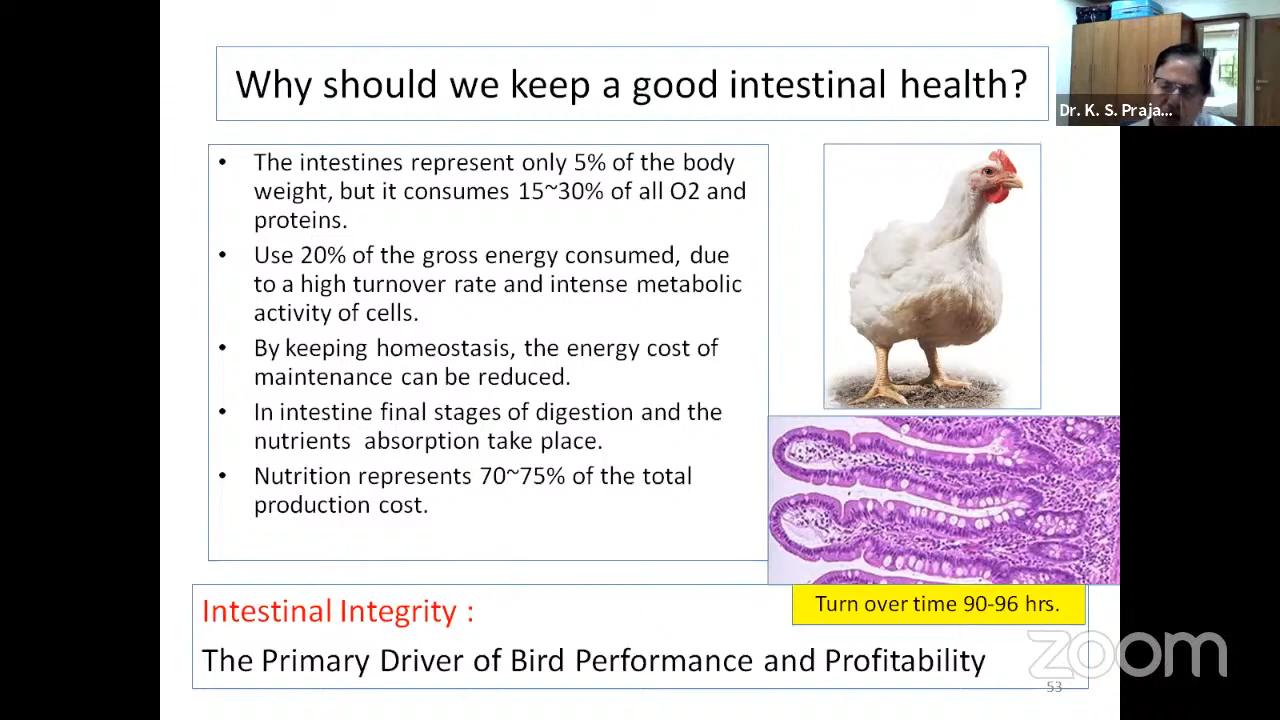 Why should we keep a good intestinal health?
Dr. K. S. Praja...
• The intestines represent only 5% of the body
weight, but it consumes 15~30% of all O2 and
proteins.
• Use 20% of the gross energy consumed, due
to a high turnover rate and intense metabolic
activity of cells.
• By keeping homeostasis, the energy cost of
maintenance can be reduced.
• In intestine final stages of digestion and the
nutrients absorption take place.
• Nutrition represents 70~75% of the total
production cost.
Turn over time 90-96 hrs.
Intestinal Integrity :
The Primary Driver of Bird Performance and Profitability
zoom
53